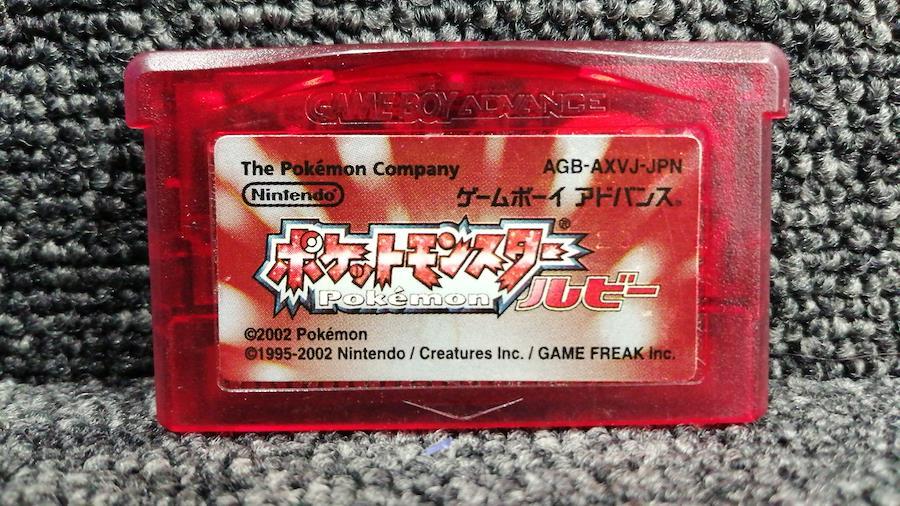 GAME BOY ADVANCE
The Pokémon Company AGB-AXVJ-JPN
Nintendo® ゲームボーイ アドバンス®
ポケットモンスター®
Pokémon ルビー
©2002 Pokémon
©1995-2002 Nintendo / Creatures Inc. / GAME FREAK Inc.